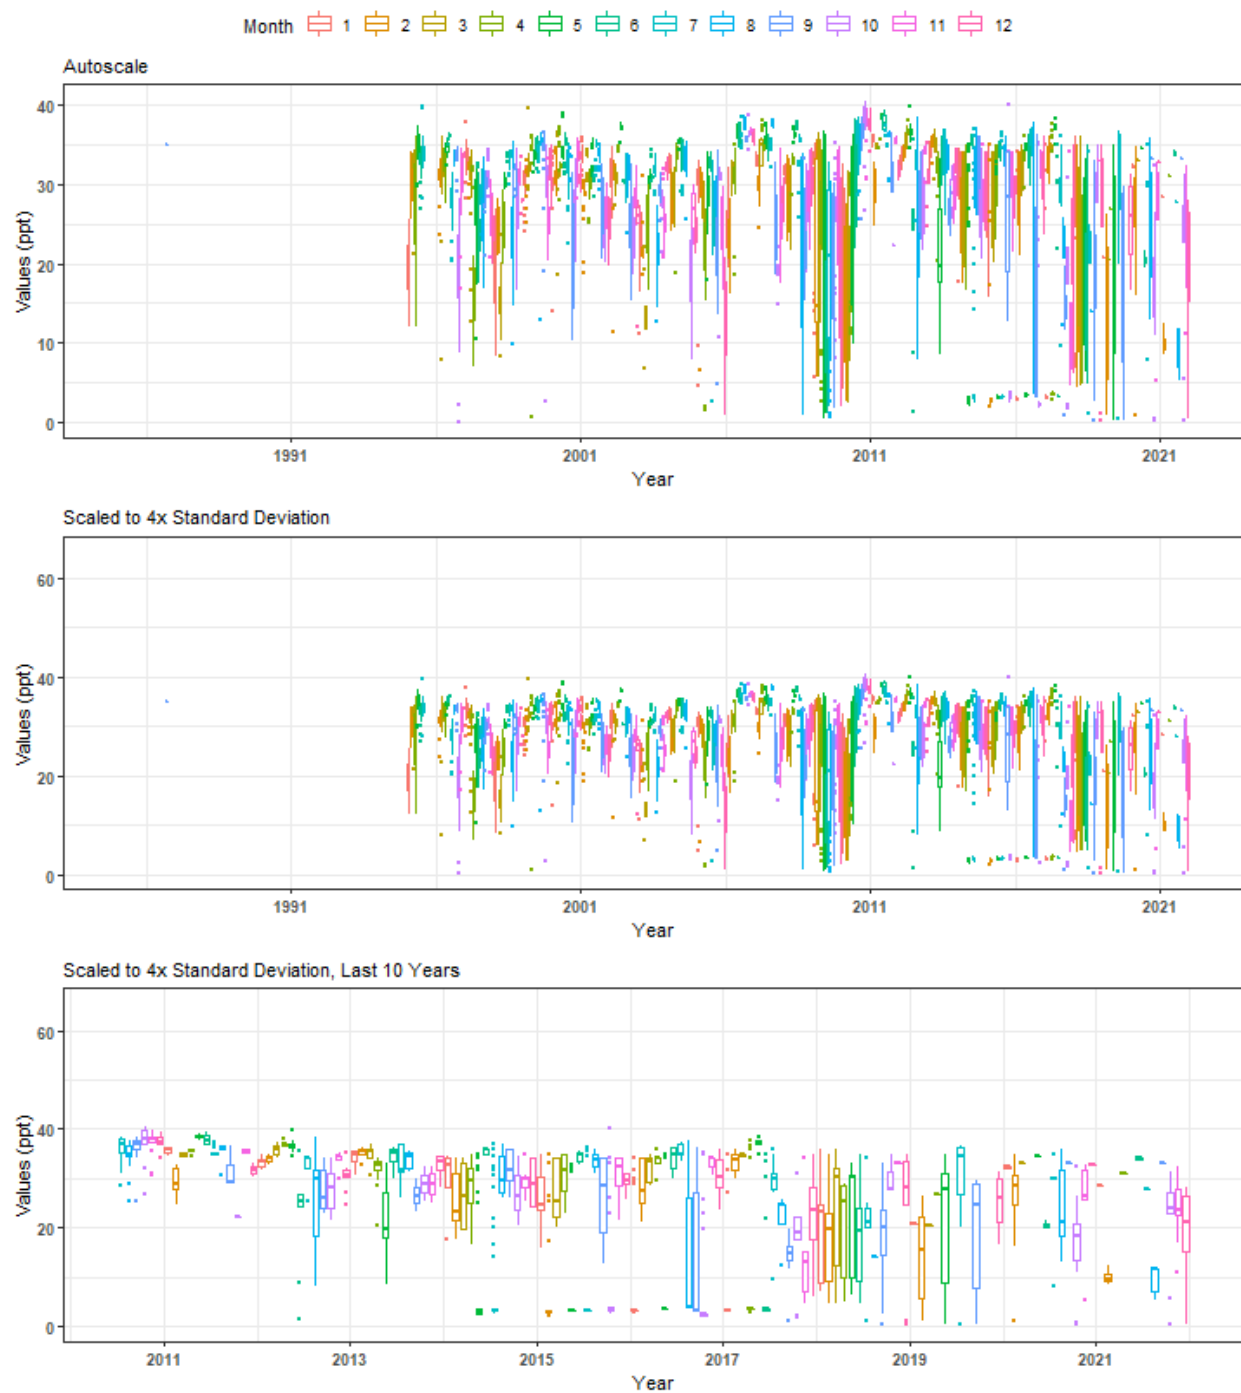 Month 1 2 3 4 5 6 7 8 9 10 11 12
Autoscale
Values (ppt)
40
30
20
10
0
1991 2001 2011 2021
Year
Scaled to 4x Standard Deviation
Values (ppt)
60
40
20
0
1991 2001 2011 2021
Year
Scaled to 4x Standard Deviation, Last 10 Years
Values (ppt)
60
40
20
0
2011 2013 2015 2017 2019 2021
Year